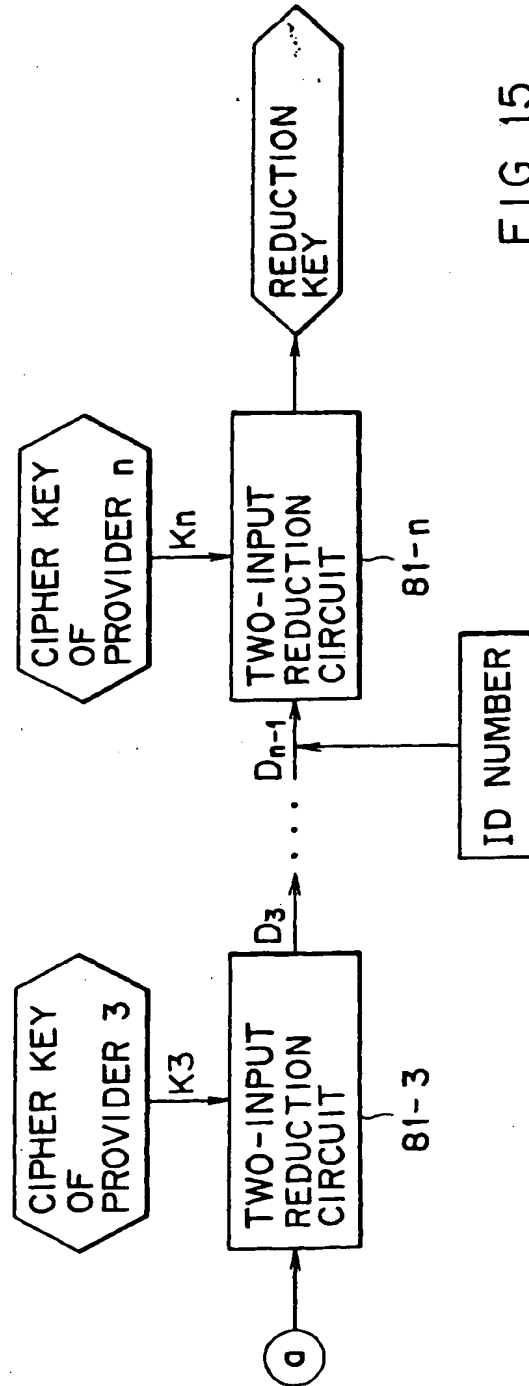 CIPHER KEY
OF
PROVIDER 3
K3
a
TWO-INPUT
REDUCTION
CIRCUIT
81-3
D3
. . .
Dn-1
ID NUMBER
CIPHER KEY
OF
PROVIDER n
Kn
TWO-INPUT
REDUCTION
CIRCUIT
81-n
REDUCTION
KEY
FIG. 15